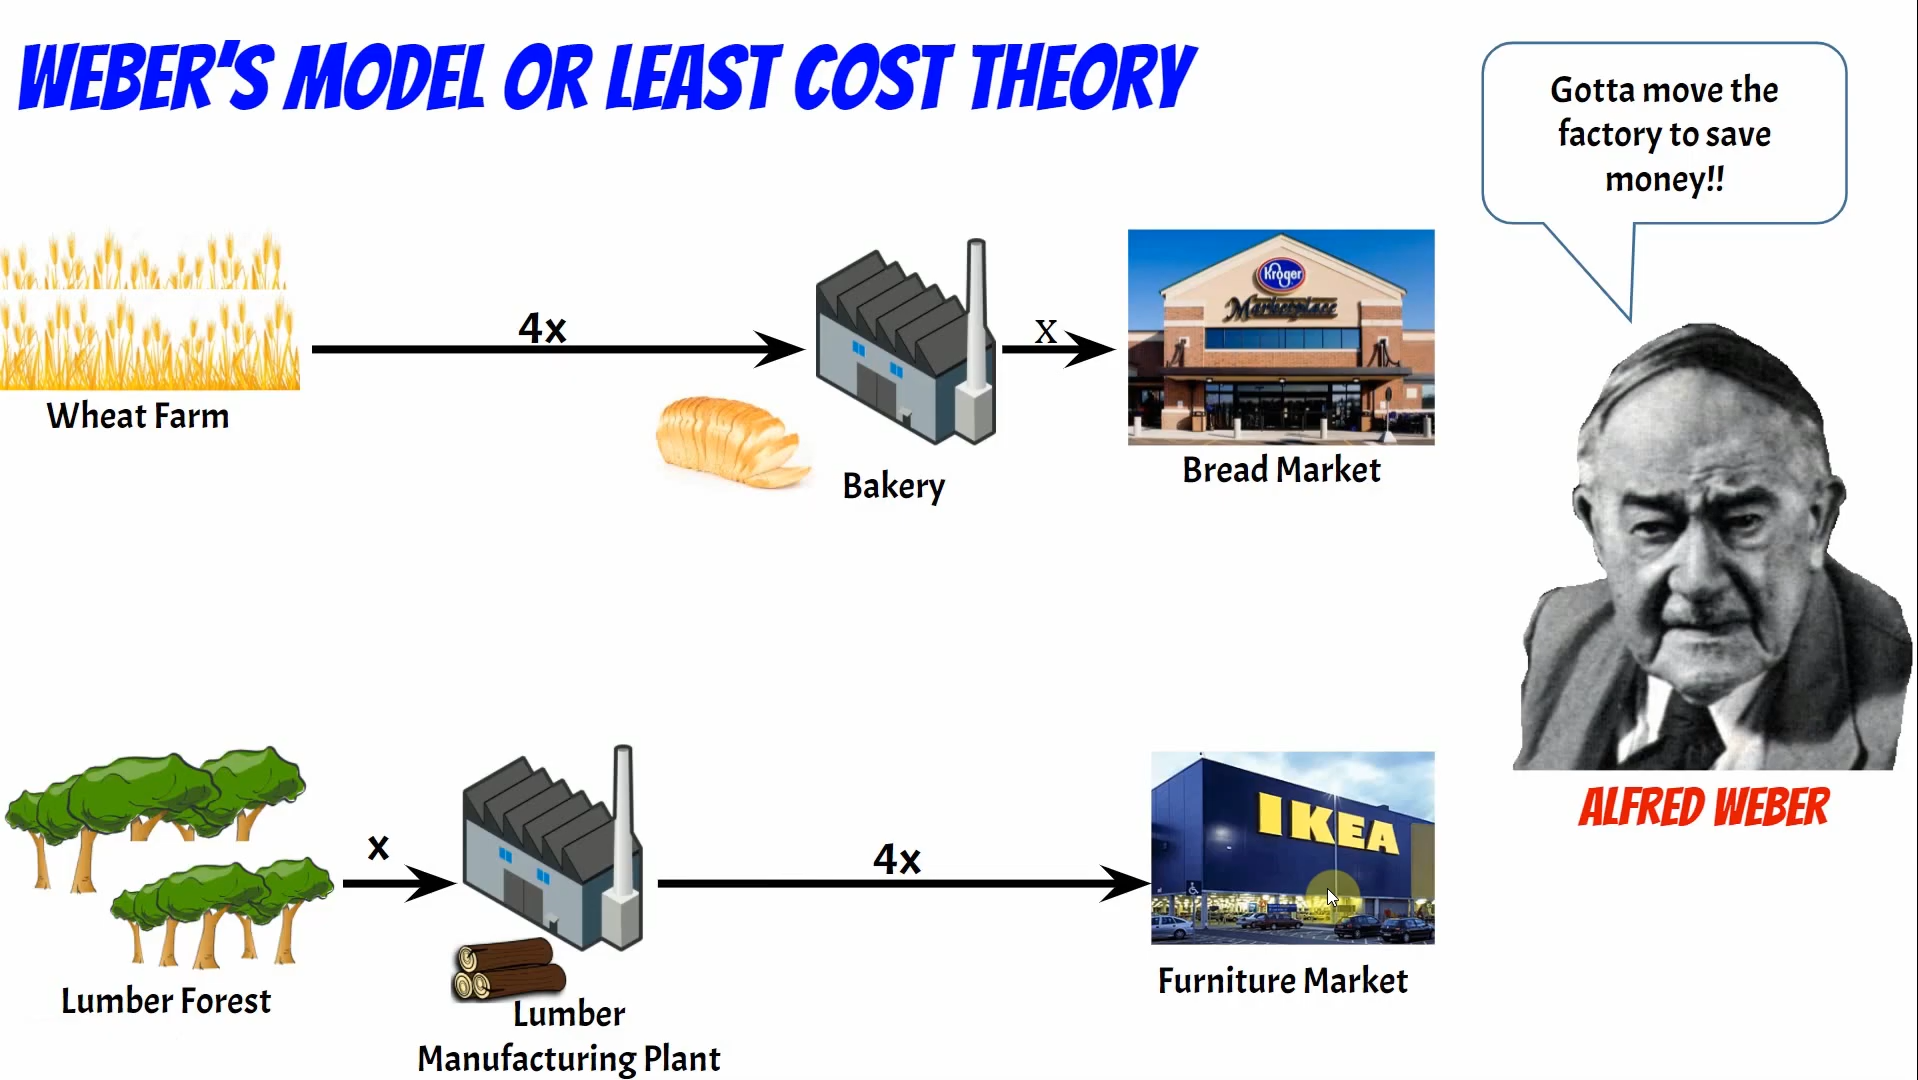 WEBER'S MODEL OR LEAST COST THEORY
Gotta move the
factory to save
money!!
4x
x
Kroger
Marketplace
Wheat Farm
Bakery
Bread Market
ALFRED WEBER
x
4x
IKEA
Lumber Forest
Lumber
Manufacturing Plant
Furniture Market